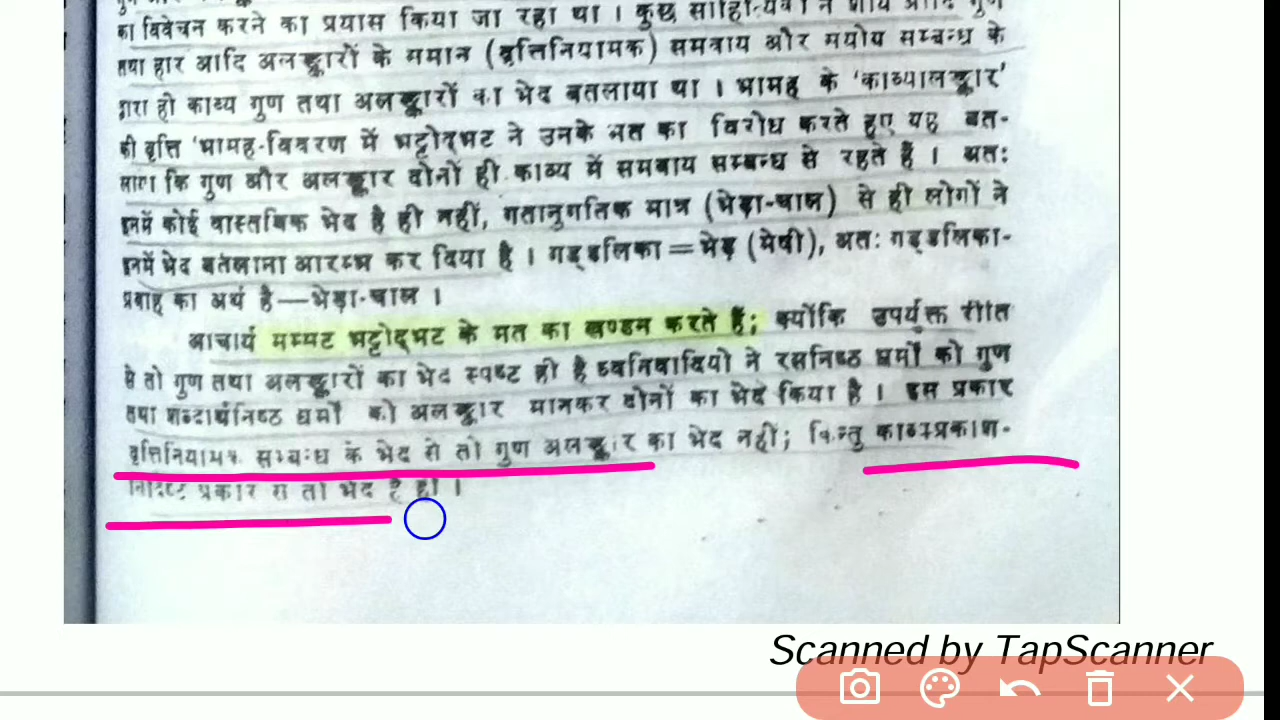 का विवेचन करने का प्रयास किया जा रहा था । कुछ
तथा हार आदि अलङ्कारों के समान (वृत्तिनियामक) समवाय और संयोग सम्बन्ध के
द्वारा ही काव्य गुण तथा अलङ्कारों का भेद बतलाया था । भामह के 'काव्यालङ्कार'
की वृत्ति 'भामह-विवरण में भट्टोद्भट ने उनके मत का विरोध करते हुए यह बत-
लाया कि गुण और अलङ्कार दोनों ही काव्य में समवाय सम्बन्ध से रहते हैं । अतः
इनमें कोई वास्तविक भेद है ही नहीं, गतानुगतिक मात्र (भेड़ा-चाल) से ही लोगों ने
इनमें भेद बतलाना आरम्भ कर दिया है । गड्डलिका = भेड़ (मेषी), अतः गड्डलिका-
प्रवाह का अर्थ है—भेड़ा-चाल ।
आचार्य मम्मट भट्टोद्भट के मत का खण्डन करते हैं; क्योंकि उपर्युक्त रीति
से तो गुण तथा अलङ्कारों का भेद स्पष्ट ही है ध्वनिवादियो ने रसनिष्ठ धर्मों को गुण
तथा शब्दार्थनिष्ठ धर्मों को अलङ्कार मानकर दोनों का भेद किया है । इस प्रकार
वृत्तिनियामक सम्बन्ध के भेद से तो गुण अलङ्कार का भेद नहीं; किन्तु काव्यप्रकाश-
निर्दिष्ट प्रकार से तो भेद है ही ।
Scanned by TapScanner